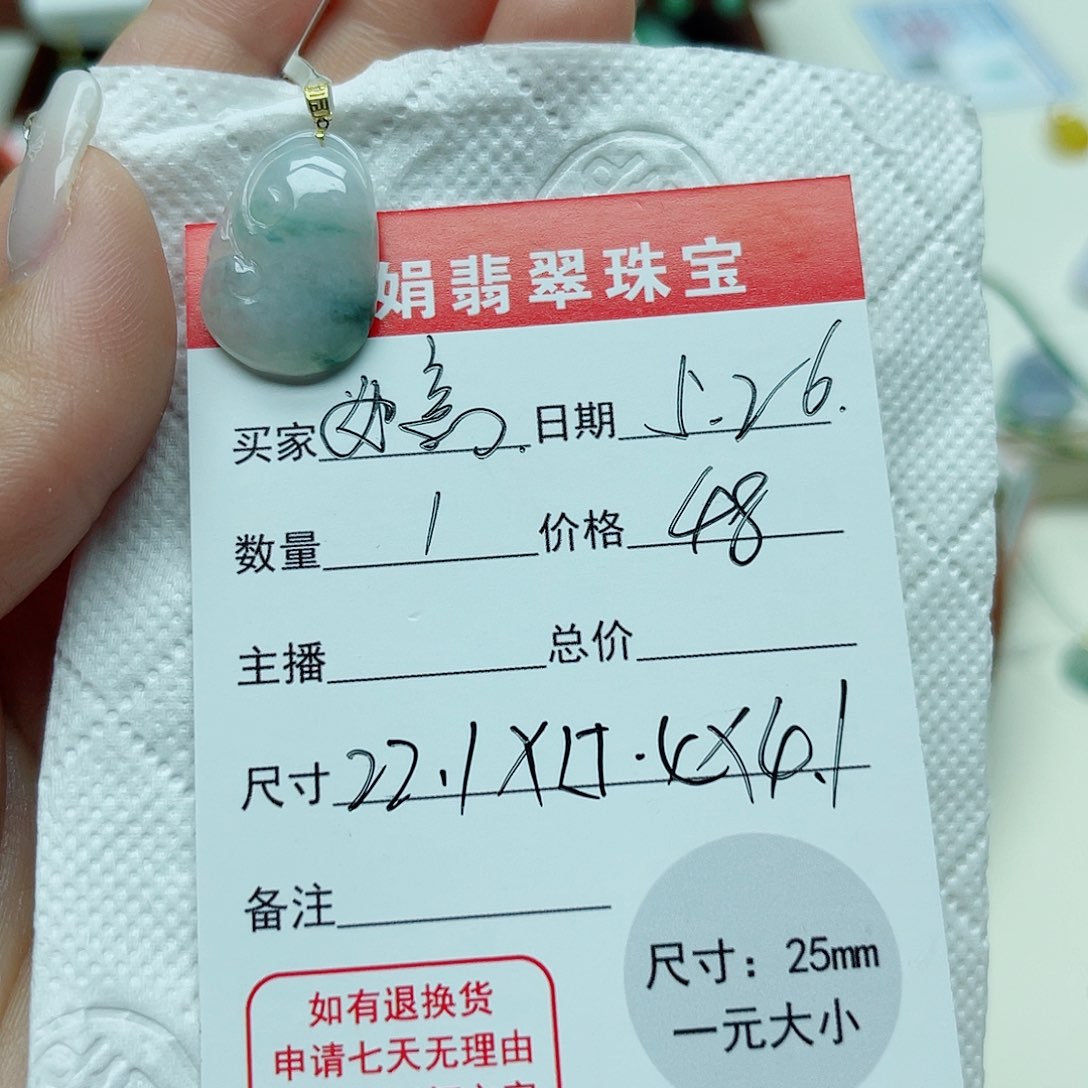 娟翡翠珠宝
买家 日期 5.26.
数量 1 价格 48
主播 总价
尺寸 22.1X17.4X6.1
备注
尺寸：25mm
一元大小
如有退换货
申请七天无理由